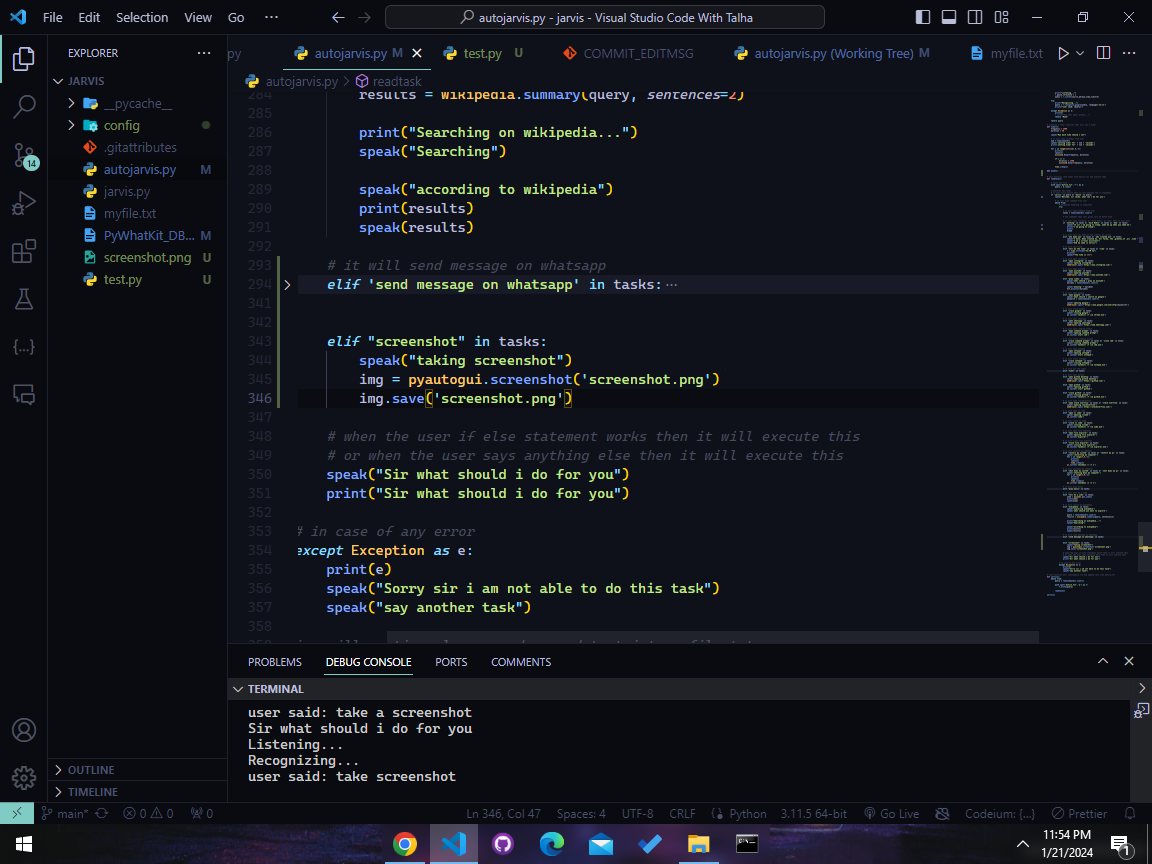 File Edit Selection View Go ··· autojarvis.py - jarvis - Visual Studio Code With Talha
EXPLORER ···
JARVIS
__pycache__
config
.gitattributes
autojarvis.py M
jarvis.py
myfile.txt
PyWhatKit_DB... M
screenshot.png U
test.py U
OUTLINE
TIMELINE
py autojarvis.py M test.py U COMMIT_EDITMSG autojarvis.py (Working Tree) M myfile.txt ···
autojarvis.py > readtask
284 results = wikipedia.summary(query, sentences=2)
285
286 print("Searching on wikipedia...")
287 speak("Searching")
288
289 speak("according to wikipedia")
290 print(results)
291 speak(results)
292
293 # it will send message on whatsapp
294 elif 'send message on whatsapp' in tasks:···
341
342
343 elif "screenshot" in tasks:
344 speak("taking screenshot")
345 img = pyautogui.screenshot('screenshot.png')
346 img.save('screenshot.png')
347
348 # when the user if else statement works then it will execute this
349 # or when the user says anything else then it will execute this
350 speak("Sir what should i do for you")
351 print("Sir what should i do for you")
352
353 # in case of any error
354 except Exception as e:
355 print(e)
356 speak("Sorry sir i am not able to do this task")
357 speak("say another task")
358
PROBLEMS DEBUG CONSOLE PORTS COMMENTS
TERMINAL
user said: take a screenshot
Sir what should i do for you
Listening...
Recognizing...
user said: take screenshot
14
main* 0 0 0 Ln 346, Col 47 Spaces: 4 UTF-8 CRLF Python 3.11.5 64-bit Go Live Codeium: {...} Prettier
11:54 PM
1/21/2024
1